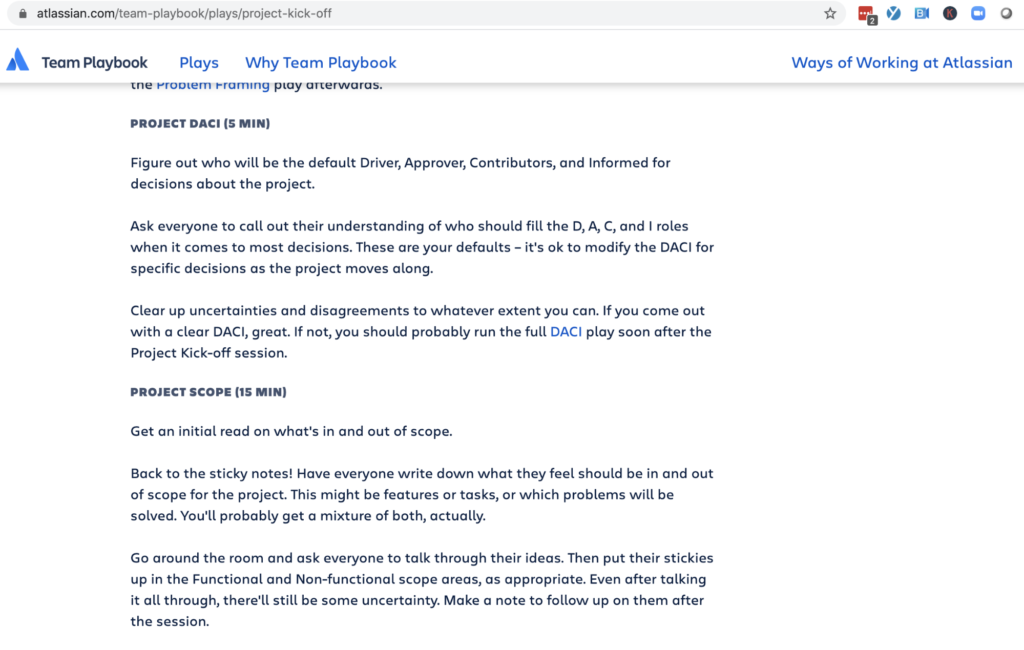 atlassian.com/team-playbook/plays/project-kick-off
2
Team Playbook Plays Why Team Playbook Ways of Working at Atlassian
the Problem Framing play afterwards.
PROJECT DACI (5 MIN)
Figure out who will be the default Driver, Approver, Contributors, and Informed for
decisions about the project.
Ask everyone to call out their understanding of who should fill the D, A, C, and I roles
when it comes to most decisions. These are your defaults – it's ok to modify the DACI for
specific decisions as the project moves along.
Clear up uncertainties and disagreements to whatever extent you can. If you come out
with a clear DACI, great. If not, you should probably run the full DACI play soon after the
Project Kick-off session.
PROJECT SCOPE (15 MIN)
Get an initial read on what's in and out of scope.
Back to the sticky notes! Have everyone write down what they feel should be in and out
of scope for the project. This might be features or tasks, or which problems will be
solved. You'll probably get a mixture of both, actually.
Go around the room and ask everyone to talk through their ideas. Then put their stickies
up in the Functional and Non-functional scope areas, as appropriate. Even after talking
it all through, there'll still be some uncertainty. Make a note to follow up on them after
the session.